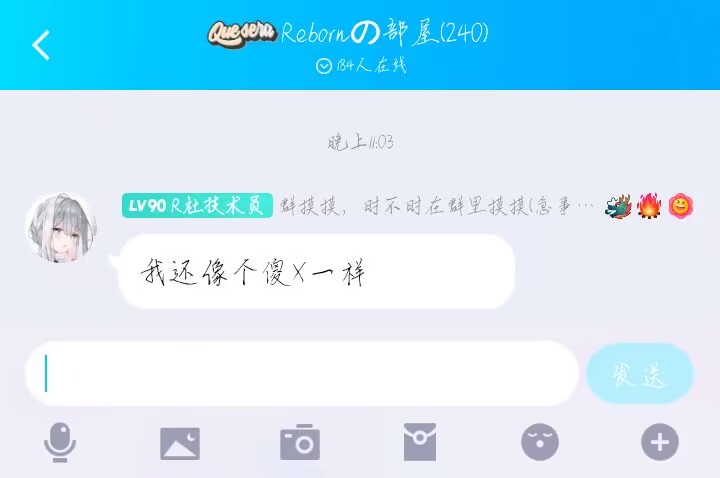 Que sera Rebornの部屋(240)
184人在线
晚上11:03
LV90 R社技术员 群摸摸，时不时在群里摸摸(急事…
我还像个傻X一样
发送